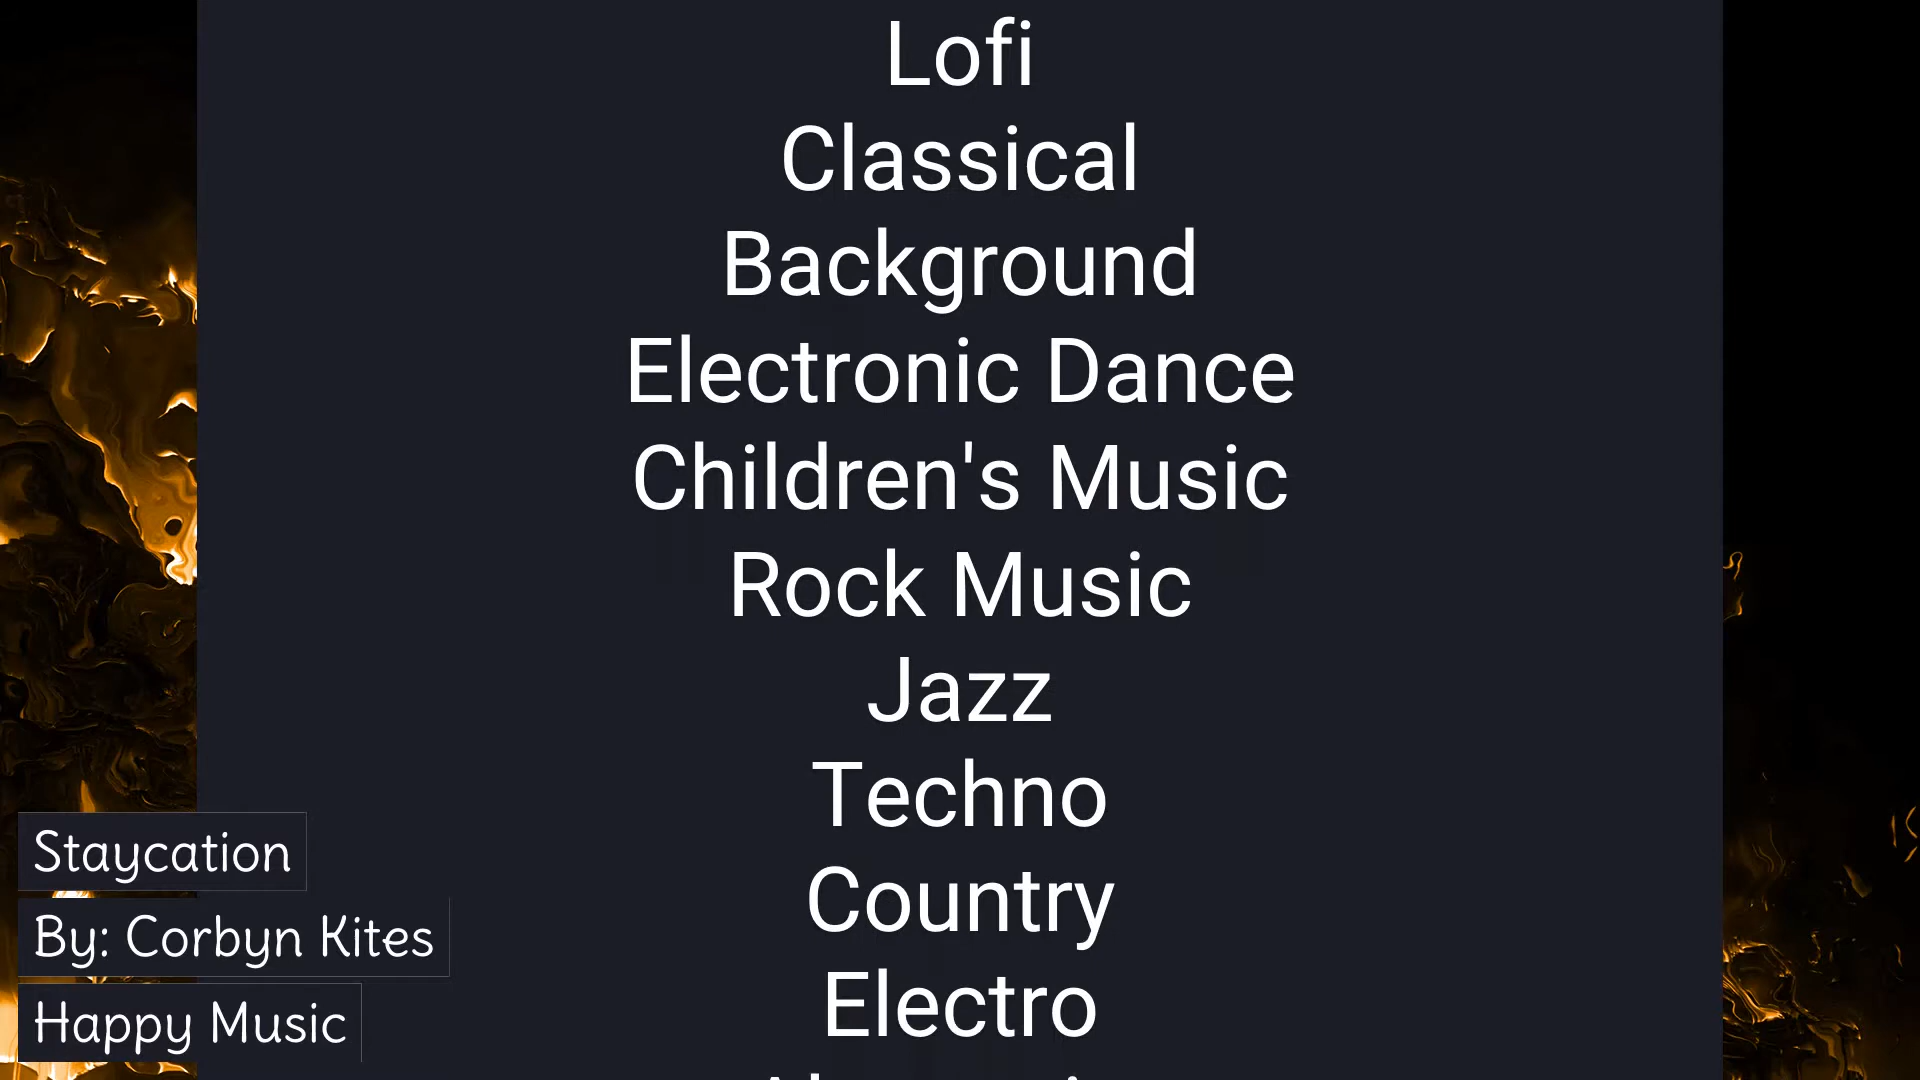 Lofi
Classical
Background
Electronic Dance
Children's Music
Rock Music
Jazz
Techno
Country
Electro
Staycation
By: Corbyn Kites
Happy Music